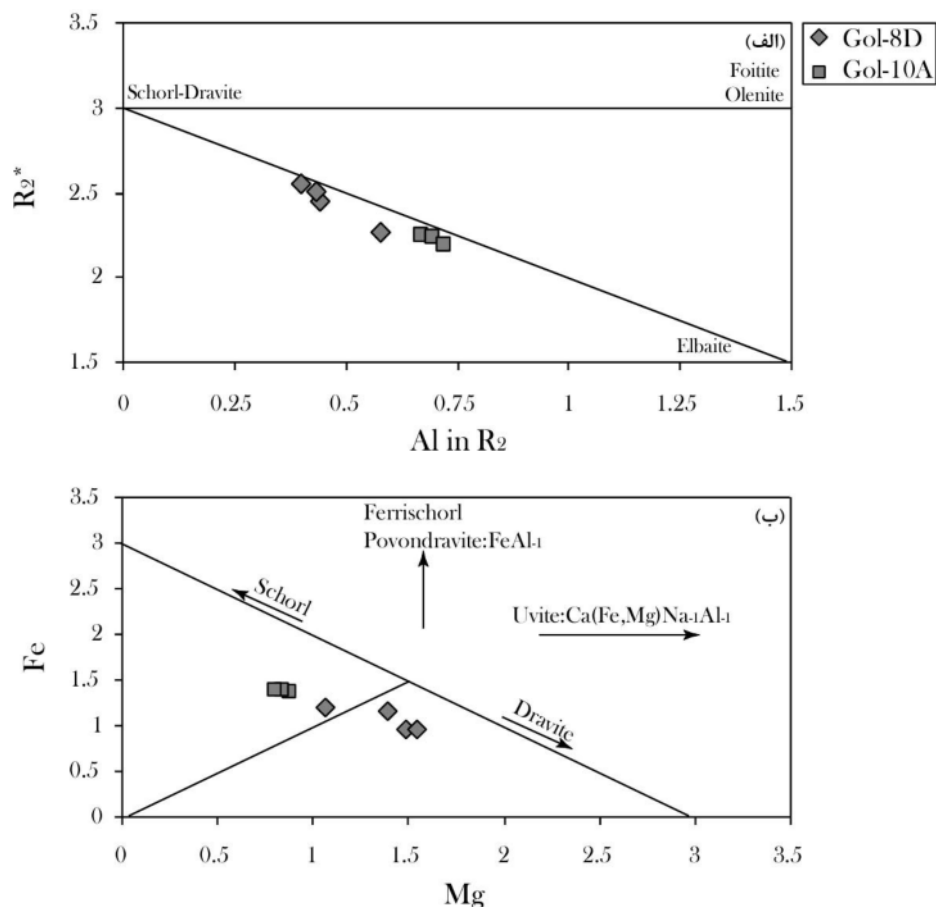 3.5
(الف)
Gol-8D
Gol-10A
Foitite
Schorl-Dravite
Olenite
3
R₂*
2.5
2
Elbaite
1.5
0
0.25
0.5
0.75
1
1.25
1.5
Al in R₂
3.5
Ferrischorl
(ب)
Povondravite:FeAl-1
3
2.5
Schorl
Uvite:Ca(Fe,Mg)Na-1Al-1
2
Fe
1.5
Dravite
1
0.5
0
0
0.5
1
1.5
2
2.5
3
3.5
Mg